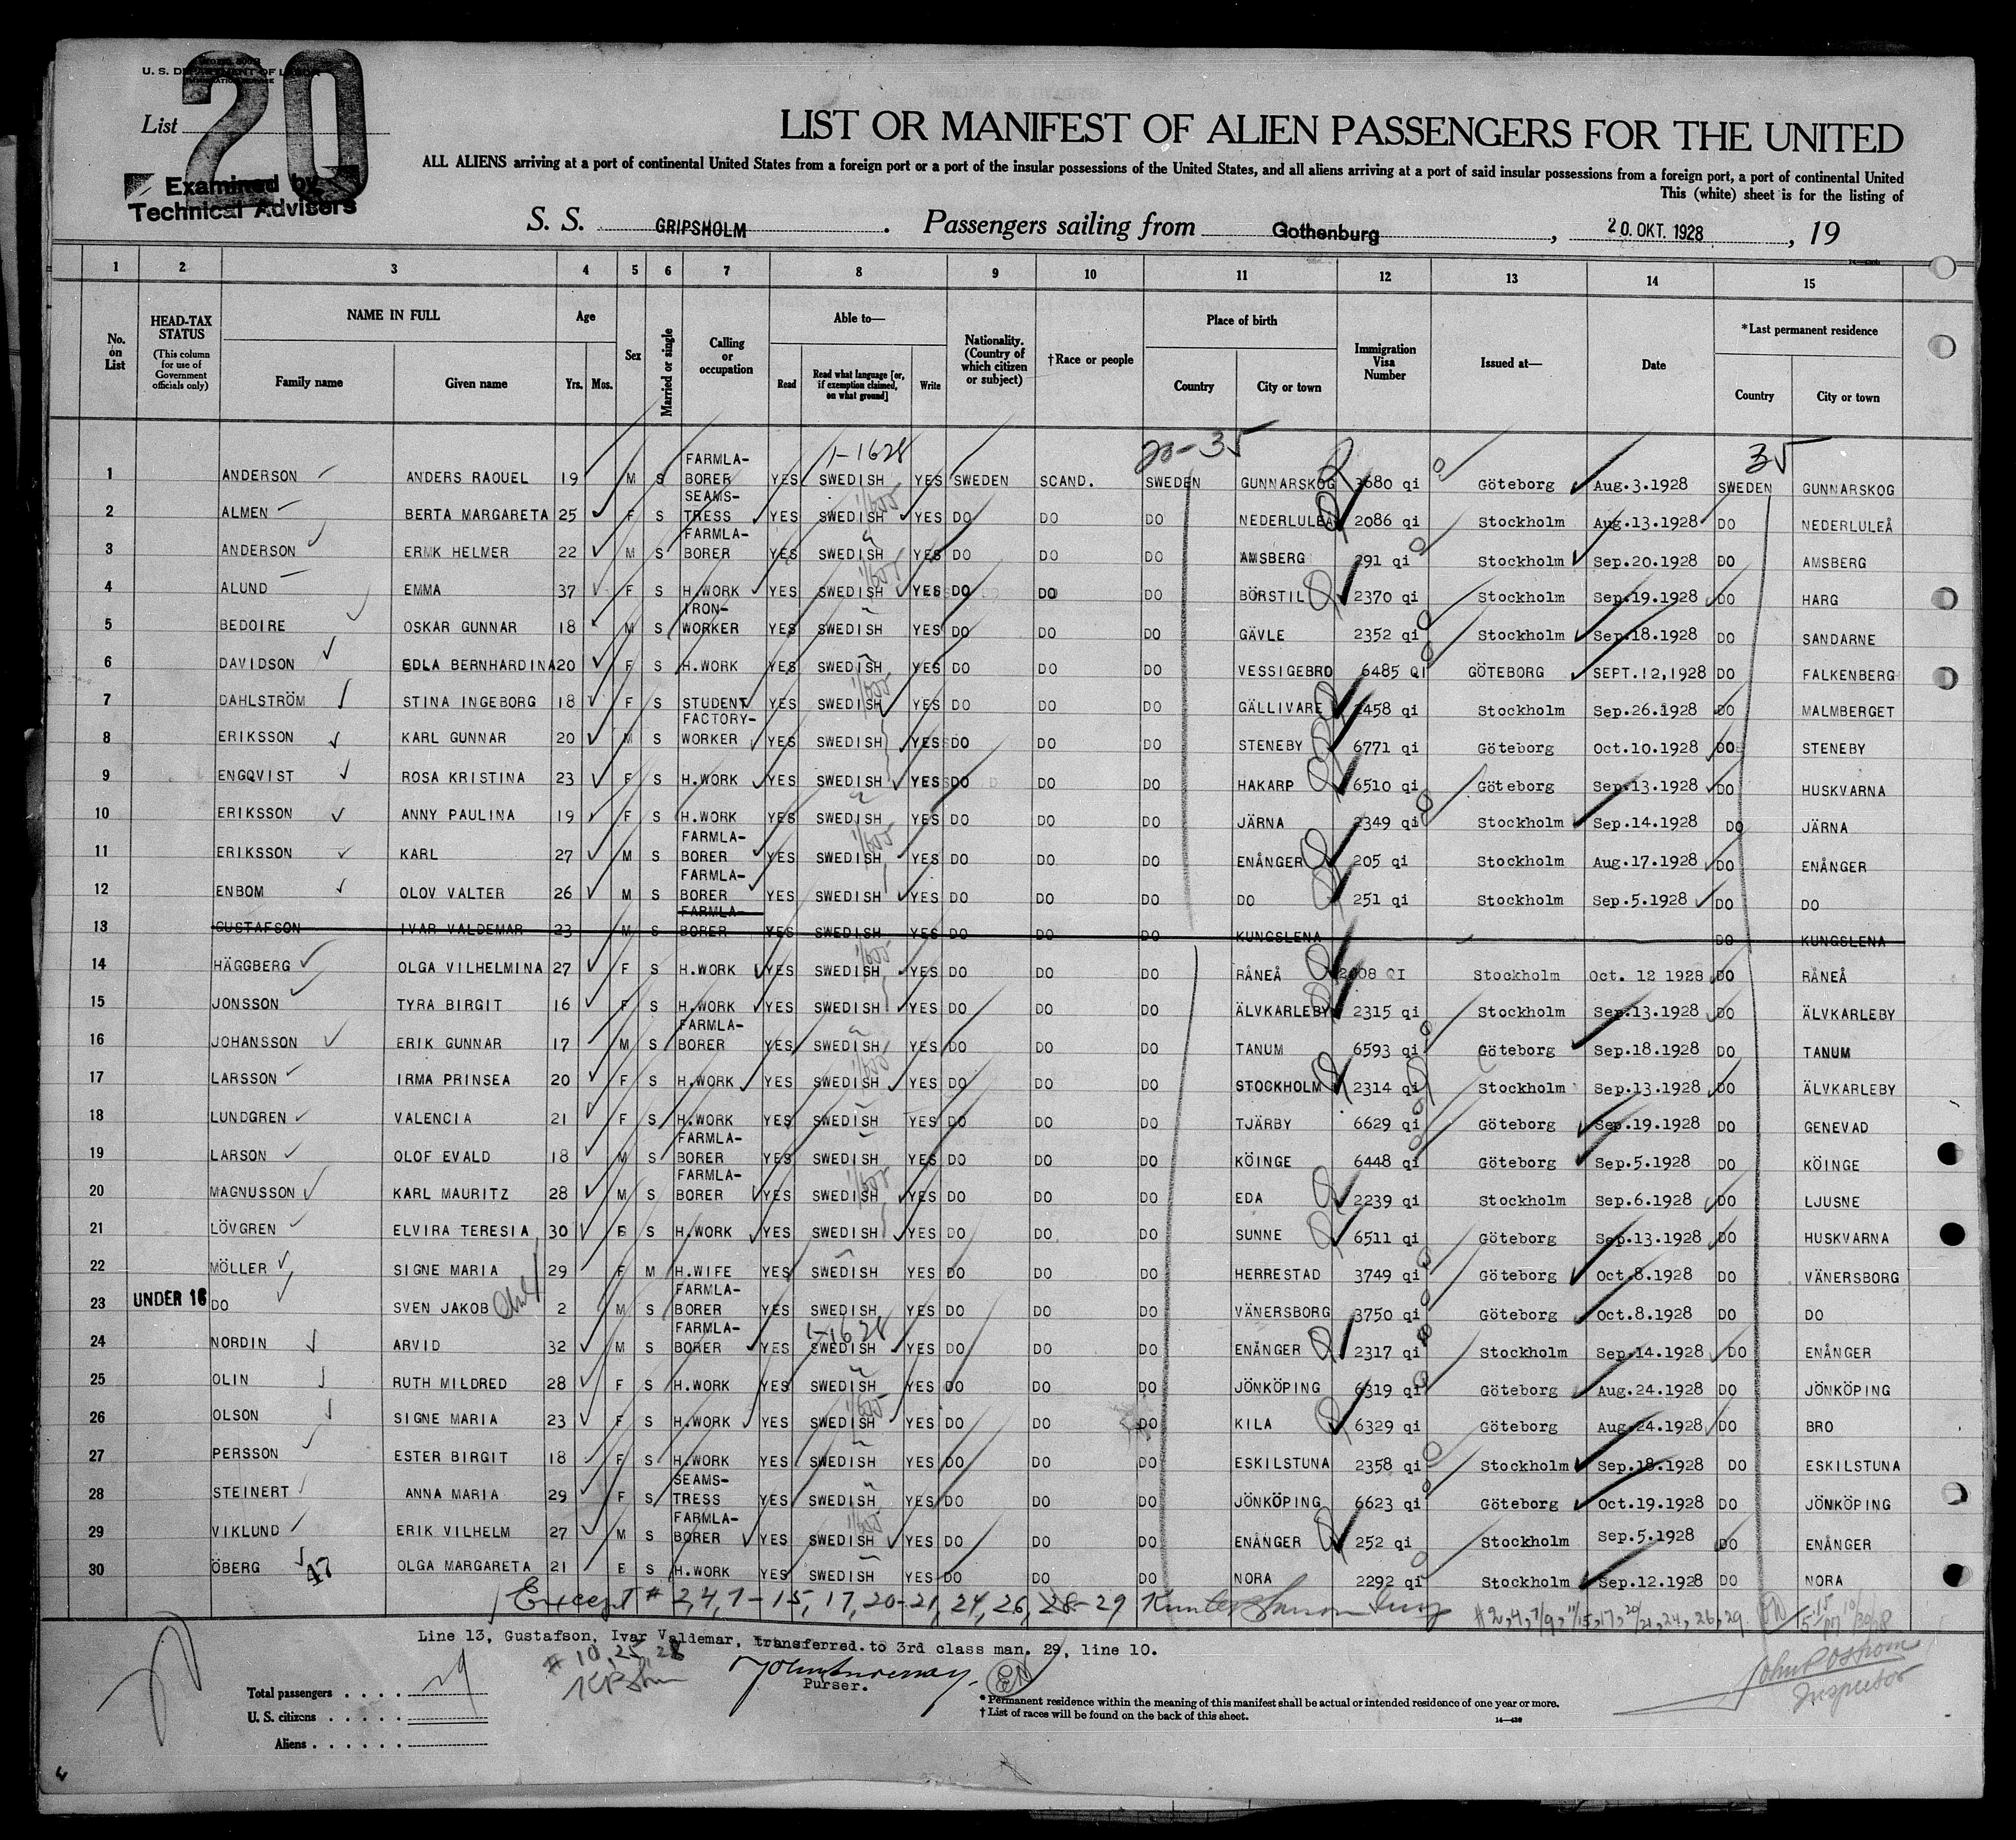 U. S. DEPARTMENT OF LABOR
List 20
Examined by
Technical Advisers
LIST OR MANIFEST OF ALIEN PASSENGERS FOR THE UNITED
ALL ALIENS arriving at a port of continental United States from a foreign port or a port of the insular possessions of the United States, and all aliens arriving at a port of said insular possessions from a foreign port, a port of continental United
This (white) sheet is for the listing of
S. S. GRIPSHOLM. Passengers sailing from Gothenburg, 20. OKT. 1928, 19
1 2 3 4 5 6 7 8 9 10 11 12 13 14 15
No. on List
HEAD-TAX STATUS (This column for use of Government officials only)
NAME IN FULL Family name Given name
Age Yrs. Mos.
Sex
Married or single
Calling or occupation
Able to— Read Read what language [or, if exemption claimed, on what ground] Write
Nationality. (Country of which citizen or subject)
†Race or people
Place of birth Country City or town
Immigration Visa Number
Issued at—
Date
*Last permanent residence Country City or town
1-1628 20-35 35
1 ANDERSON ANDERS RAOUEL 19 M S FARMLA-BORER YES SWEDISH YES SWEDEN SCAND. SWEDEN GUNNARSKOG 3680 qi Göteborg Aug.3.1928 SWEDEN GUNNARSKOG
2 ALMEN BERTA MARGARETA 25 F S SEAMS-TRESS YES SWEDISH YES DO DO DO NEDERLULEÅ 2086 qi Stockholm Aug.13.1928 DO NEDERLULEÅ
3 ANDERSON ERMK HELMER 22 M S FARMLA-BORER YES SWEDISH YES DO DO DO AMSBERG 291 qi Stockholm Sep.20.1928 DO AMSBERG
4 ALUND EMMA 37 F S H.WORK YES SWEDISH YES DO DO DO BÖRSTIL 2370 qi Stockholm Sep.19.1928 DO HARG
5 BEDOIRE OSKAR GUNNAR 18 M S IRON-WORKER YES SWEDISH YES DO DO DO GÄVLE 2352 qi Stockholm Sep.18.1928 DO SANDARNE
6 DAVIDSON EDLA BERNHARDINA 20 F S H.WORK YES SWEDISH YES DO DO DO VESSIGEBRO 6485 QI GÖTEBORG SEPT.12,1928 DO FALKENBERG
7 DAHLSTRÖM STINA INGEBORG 18 F S STUDENT YES SWEDISH YES DO DO DO GÄLLIVARE 2458 qi Stockholm Sep.26.1928 DO MALMBERGET
8 ERIKSSON KARL GUNNAR 20 M S FACTORY-WORKER YES SWEDISH YES DO DO DO STENEBY 6771 qi Göteborg Oct.10.1928 DO STENEBY
9 ENGQVIST ROSA KRISTINA 23 F S H.WORK YES SWEDISH YES DO DO DO HAKARP 6510 qi Göteborg Sep.13.1928 DO HUSKVARNA
10 ERIKSSON ANNY PAULINA 19 F S H.WORK YES SWEDISH YES DO DO DO JÄRNA 2349 qi Stockholm Sep.14.1928 DO JÄRNA
11 ERIKSSON KARL 27 M S FARMLA-BORER YES SWEDISH YES DO DO DO ENÅNGER 205 qi Stockholm Aug.17.1928 DO ENÅNGER
12 ENBOM OLOV VALTER 26 M S FARMLA-BORER YES SWEDISH YES DO DO DO DO 251 qi Stockholm Sep.5.1928 DO DO
13 GUSTAFSON IVAR VALDEMAR 23 M S FARMLA-BORER YES SWEDISH YES DO DO DO KUNGSLENA DO KUNGSLENA
14 HÄGGBERG OLGA VILHELMINA 27 F S H.WORK YES SWEDISH YES DO DO DO RÅNEÅ 2608 QI Stockholm Oct. 12 1928 DO RÅNEÅ
15 JONSSON TYRA BIRGIT 16 F S H.WORK YES SWEDISH YES DO DO DO ÄLVKARLEBY 2315 qi Stockholm Sep.13.1928 DO ÄLVKARLEBY
16 JOHANSSON ERIK GUNNAR 17 M S FARMLA-BORER YES SWEDISH YES DO DO DO TANUM 6593 qi Göteborg Sep.18.1928 DO TANUM
17 LARSSON IRMA PRINSEA 20 F S H.WORK YES SWEDISH YES DO DO DO STOCKHOLM 2314 qi Stockholm Sep.13.1928 DO ÄLVKARLEBY
18 LUNDGREN VALENCIA 21 F S H.WORK YES SWEDISH YES DO DO DO TJÄRBY 6629 qi Göteborg Sep.19.1928 DO GENEVAD
19 LARSON OLOF EVALD 18 M S FARMLA-BORER YES SWEDISH YES DO DO DO KÖINGE 6448 qi Göteborg Sep.5.1928 DO KÖINGE
20 MAGNUSSON KARL MAURITZ 28 M S FARMLA-BORER YES SWEDISH YES DO DO DO EDA 2239 qi Stockholm Sep.6.1928 DO LJUSNE
21 LÖVGREN ELVIRA TERESIA 30 F S H.WORK YES SWEDISH YES DO DO DO SUNNE 6511 qi Göteborg Sep.13.1928 DO HUSKVARNA
22 MÖLLER SIGNE MARIA 29 F M H.WIFE YES SWEDISH YES DO DO DO HERRESTAD 3749 qi Göteborg Oct.8.1928 DO VÄNERSBORG
23 UNDER 16 DO SVEN JAKOB 2 M S FARMLA-BORER YES SWEDISH YES DO DO DO VÄNERSBORG 3750 qi Göteborg Oct.8.1928 DO DO
24 NORDIN ARVID 32 M S FARMLA-BORER YES 1-1628 SWEDISH YES DO DO DO ENÅNGER 2317 qi Stockholm Sep.14.1928 DO ENÅNGER
25 OLIN RUTH MILDRED 28 F S H.WORK YES SWEDISH YES DO DO DO JÖNKÖPING 6319 qi Göteborg Aug.24.1928 DO JÖNKÖPING
26 OLSON SIGNE MARIA 23 F S H.WORK YES SWEDISH YES DO DO DO KILA 6329 qi Göteborg Aug.24.1928 DO BRO
27 PERSSON ESTER BIRGIT 18 F S H.WORK YES SWEDISH YES DO DO DO ESKILSTUNA 2358 qi Stockholm Sep.18.1928 DO ESKILSTUNA
28 STEINERT ANNA MARIA 29 F S SEAMS-TRESS YES SWEDISH YES DO DO DO JÖNKÖPING 6623 qi Göteborg Oct.19.1928 DO JÖNKÖPING
29 VIKLUND ERIK VILHELM 27 M S FARMLA-BORER YES SWEDISH YES DO DO DO ENÅNGER 252 qi Stockholm Sep.5.1928 DO ENÅNGER
30 ÖBERG 47 OLGA MARGARETA 21 F S H.WORK YES SWEDISH YES DO DO DO NORA 2292 qi Stockholm Sep.12.1928 DO NORA
Except # 2,4,7-15, 17, 20-21, 24, 26, 28-29
#2,4,7/9,11/15,17,20/21,24,26,29
Line 13, Gustafson, Ivar Valdemar, transferred to 3rd class man. 29, line 10.
# 10, 25, 28
Purser.
John P Ostrom
Inspector
Total passengers . . . . 29
U. S. citizens . . . . .
Aliens . . . . . .
* Permanent residence within the meaning of this manifest shall be actual or intended residence of one year or more.
† List of races will be found on the back of this sheet.
14—430